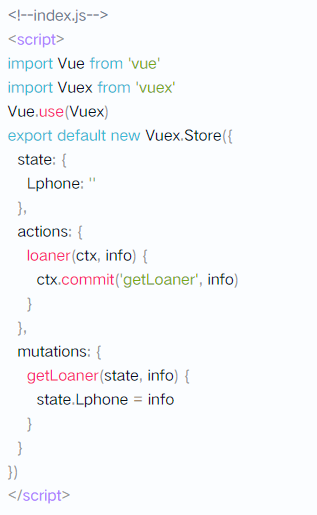 <!--index.js-->
<script>
import Vue from 'vue'
import Vuex from 'vuex'
Vue.use(Vuex)
export default new Vuex.Store({
  state: {
    Lphone: ''
  },
  actions: {
    loaner(ctx, info) {
      ctx.commit('getLoaner', info)
    }
  },
  mutations: {
    getLoaner(state, info) {
      state.Lphone = info
    }
  }
})
</script>